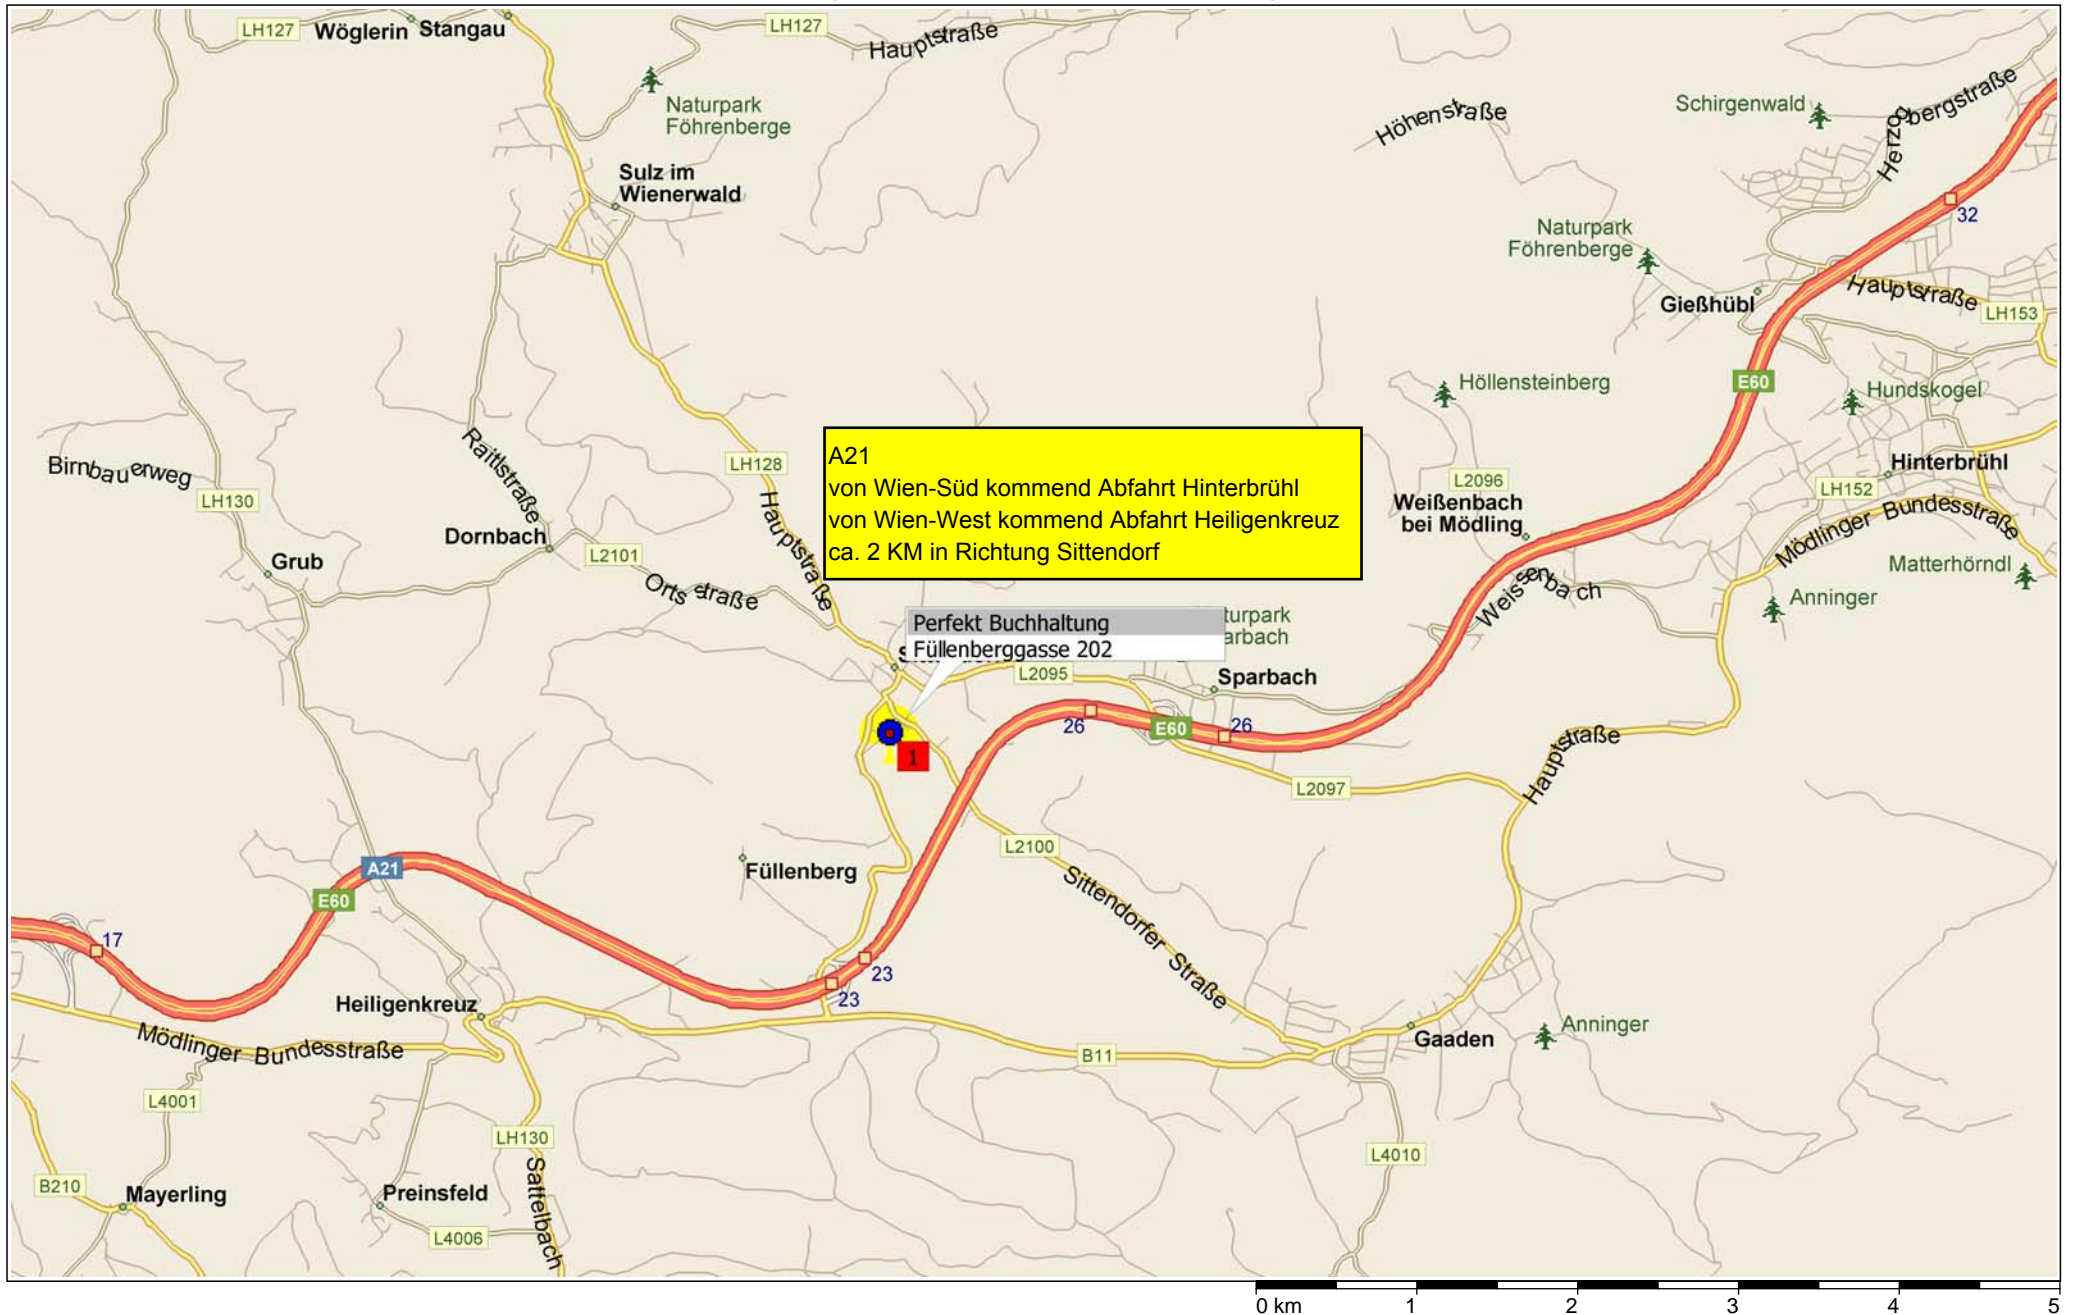 LH127
Wöglerin
Stangau
LH127
Hauptstraße
Naturpark
Föhrenberge
Höhenstraße
Schirgenwald
Herzogbergstraße
Sulz im
Wienerwald
32
Naturpark
Föhrenberge
Gießhübl
Hauptstraße
LH153
E60
Höllensteinberg
Hundskogel
Birnbauerweg
LH130
Raitlstraße
LH128
Hauptstraße
A21
von Wien-Süd kommend Abfahrt Hinterbrühl
von Wien-West kommend Abfahrt Heiligenkreuz
ca. 2 KM in Richtung Sittendorf
L2096
Weißenbach
bei Mödling
Hinterbrühl
LH152
Mödlinger Bundesstraße
Matterhörndl
Anninger
Weissenbach
Dornbach
L2101
Grub
Ortsstraße
Perfekt Buchhaltung
Füllenberggasse 202
L2095
Sparbach
26
E60
26
1
L2097
Hauptstraße
L2100
Füllenberg
A21
E60
Sittendorfer Straße
17
23
23
Heiligenkreuz
Mödlinger Bundesstraße
B11
Gaaden
Anninger
L4001
LH130
L4010
B210
Mayerling
Preinsfeld
Sattelbach
L4006
0 km 1 2 3 4 5